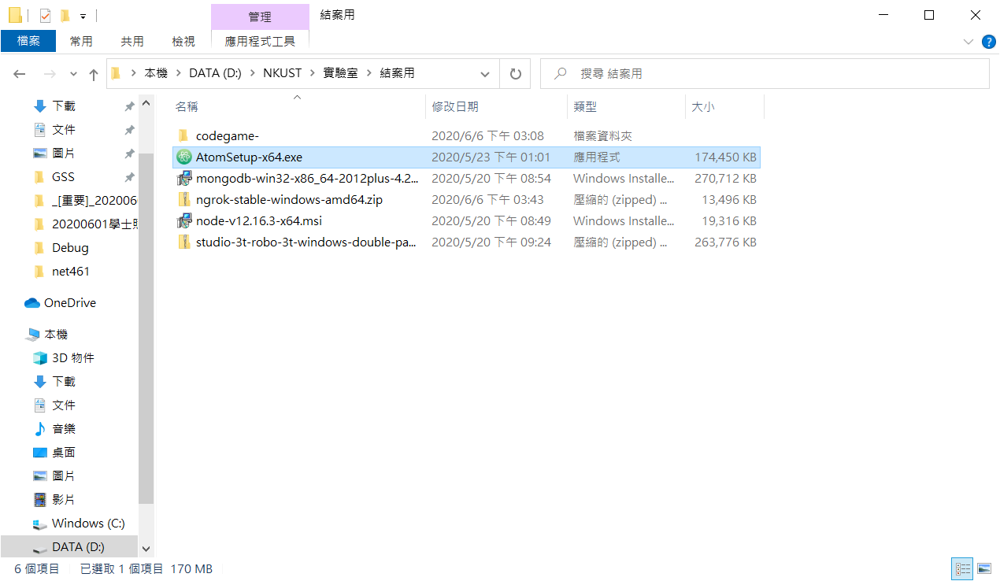 管理
結案用
檔案
常用
共用
檢視
應用程式工具
本機 DATA (D:) NKUST 實驗室 結案用
搜尋 結案用
下載
文件
圖片
GSS
_[重要]_202006
20200601學士
Debug
net461
OneDrive
本機
3D 物件
下載
文件
音樂
桌面
圖片
影片
Windows (C:)
DATA (D:)
名稱 修改日期 類型 大小
codegame- 2020/6/6 下午 03:08 檔案資料夾
AtomSetup-x64.exe 2020/5/23 下午 01:01 應用程式 174,450 KB
mongodb-win32-x86_64-2012plus-4.2... 2020/5/20 下午 08:54 Windows Installe... 270,712 KB
ngrok-stable-windows-amd64.zip 2020/6/6 下午 03:43 壓縮的 (zipped) ... 13,496 KB
node-v12.16.3-x64.msi 2020/5/20 下午 08:49 Windows Installe... 19,316 KB
studio-3t-robo-3t-windows-double-pa... 2020/5/20 下午 09:24 壓縮的 (zipped) ... 263,776 KB
6 個項目 已選取 1 個項目 170 MB